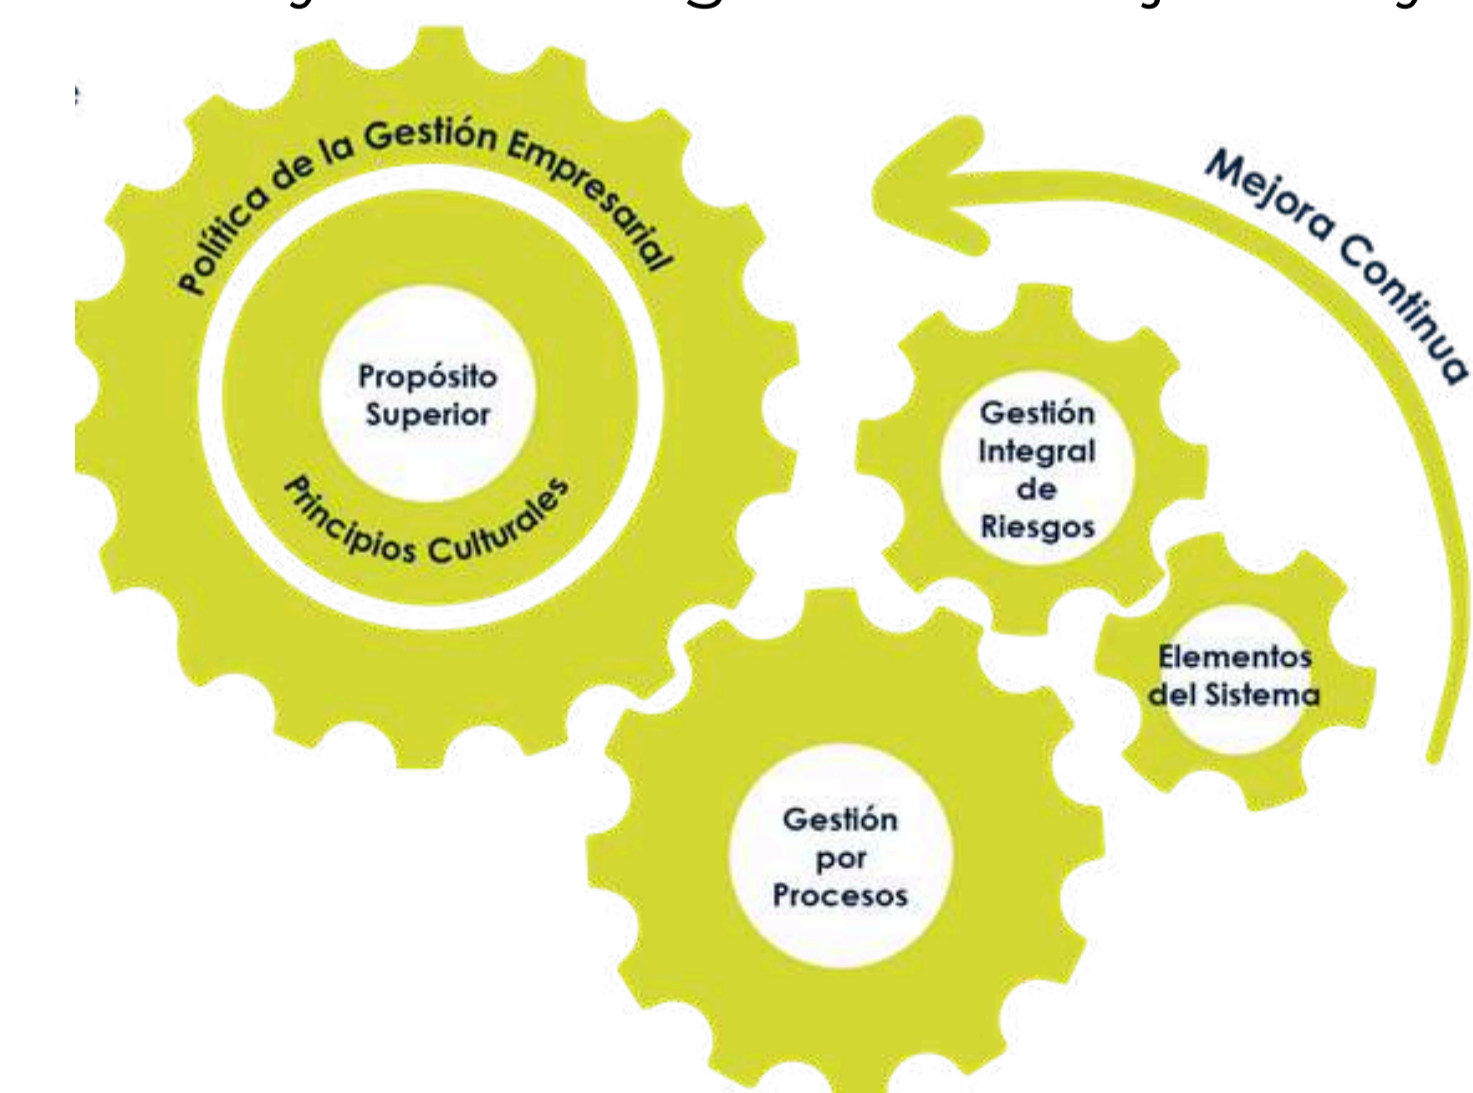 Política de la Gestión Empresarial
Propósito
Superior
Principios Culturales
Mejora Continua
Gestión
Integral
de
Riesgos
Elementos
del Sistema
Gestión
por
Procesos